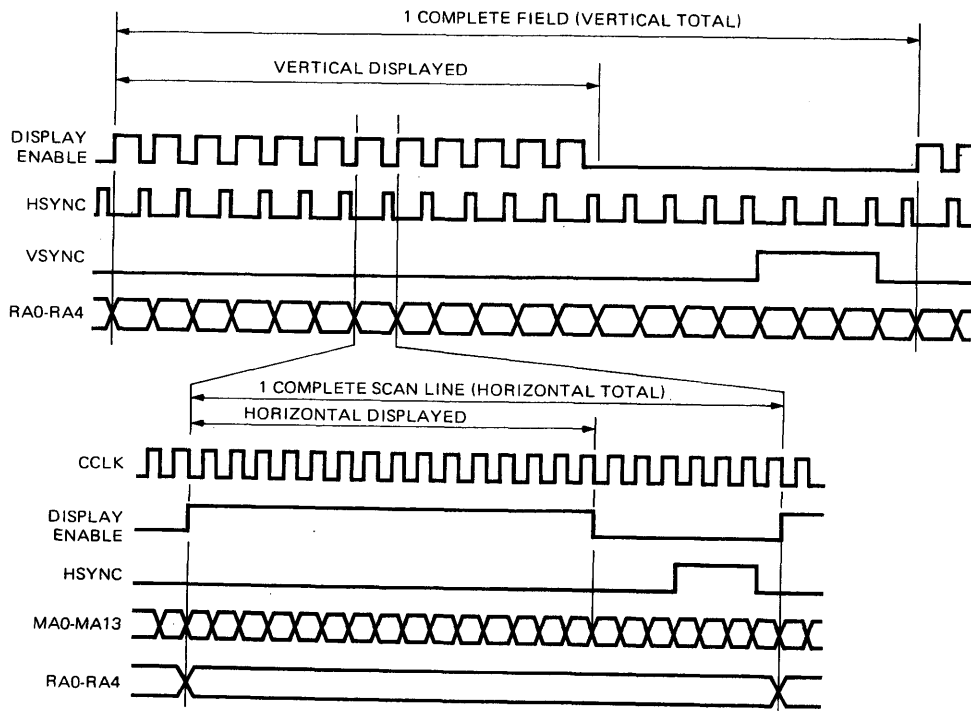 1 COMPLETE FIELD (VERTICAL TOTAL)
VERTICAL DISPLAYED
DISPLAY
ENABLE
HSYNC
VSYNC
RA0-RA4
1 COMPLETE SCAN LINE (HORIZONTAL TOTAL)
HORIZONTAL DISPLAYED
CCLK
DISPLAY
ENABLE
HSYNC
MA0-MA13
RA0-RA4